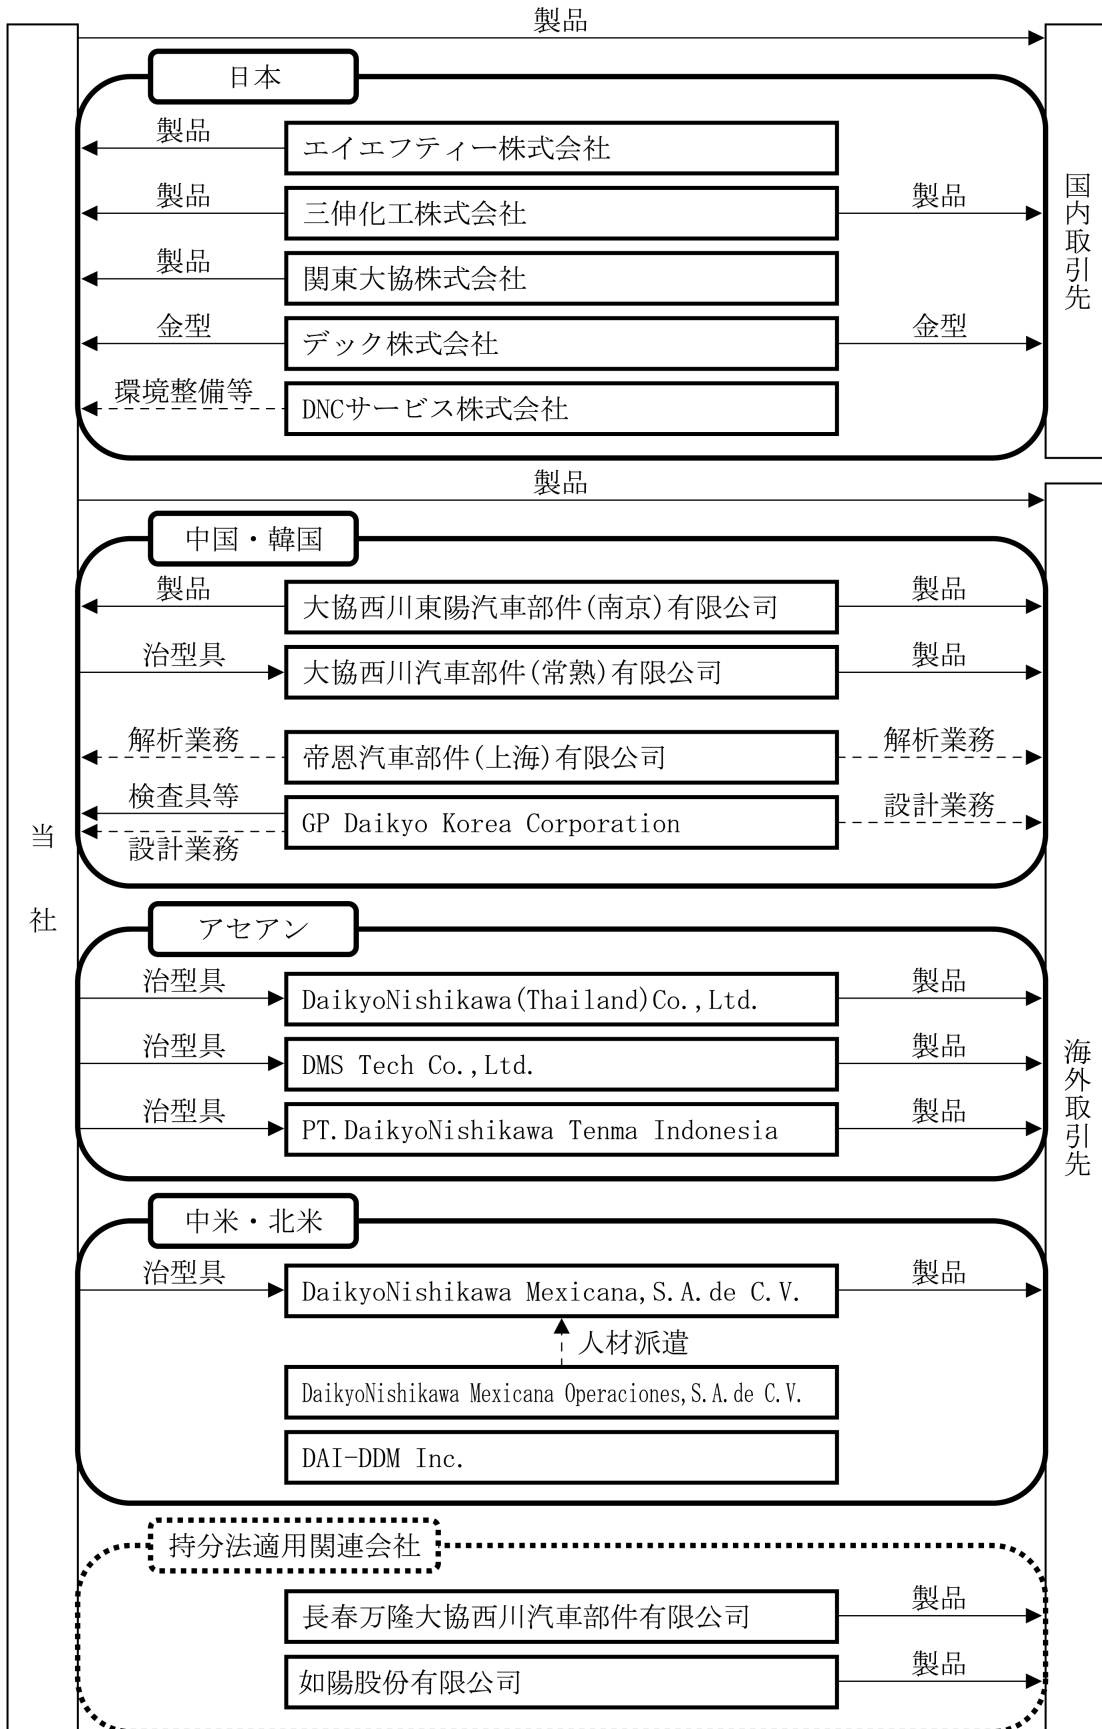 製品
日本
製品
エイエフティー株式会社
製品
三伸化工株式会社
製品
製品
関東大協株式会社
金型
デック株式会社
金型
環境整備等
DNCサービス株式会社
国内取引先
製品
中国・韓国
製品
大協西川東陽汽車部件(南京)有限公司
製品
治型具
大協西川汽車部件(常熟)有限公司
製品
解析業務
帝恩汽車部件(上海)有限公司
解析業務
検査具等
GP Daikyo Korea Corporation
設計業務
設計業務
当社
アセアン
治型具
DaikyoNishikawa(Thailand)Co.,Ltd.
製品
治型具
DMS Tech Co.,Ltd.
製品
治型具
PT.DaikyoNishikawa Tenma Indonesia
製品
海外取引先
中米・北米
治型具
DaikyoNishikawa Mexicana,S.A.de C.V.
製品
人材派遣
DaikyoNishikawa Mexicana Operaciones,S.A.de C.V.
DAI-DDM Inc.
持分法適用関連会社
長春万隆大協西川汽車部件有限公司
製品
如陽股份有限公司
製品